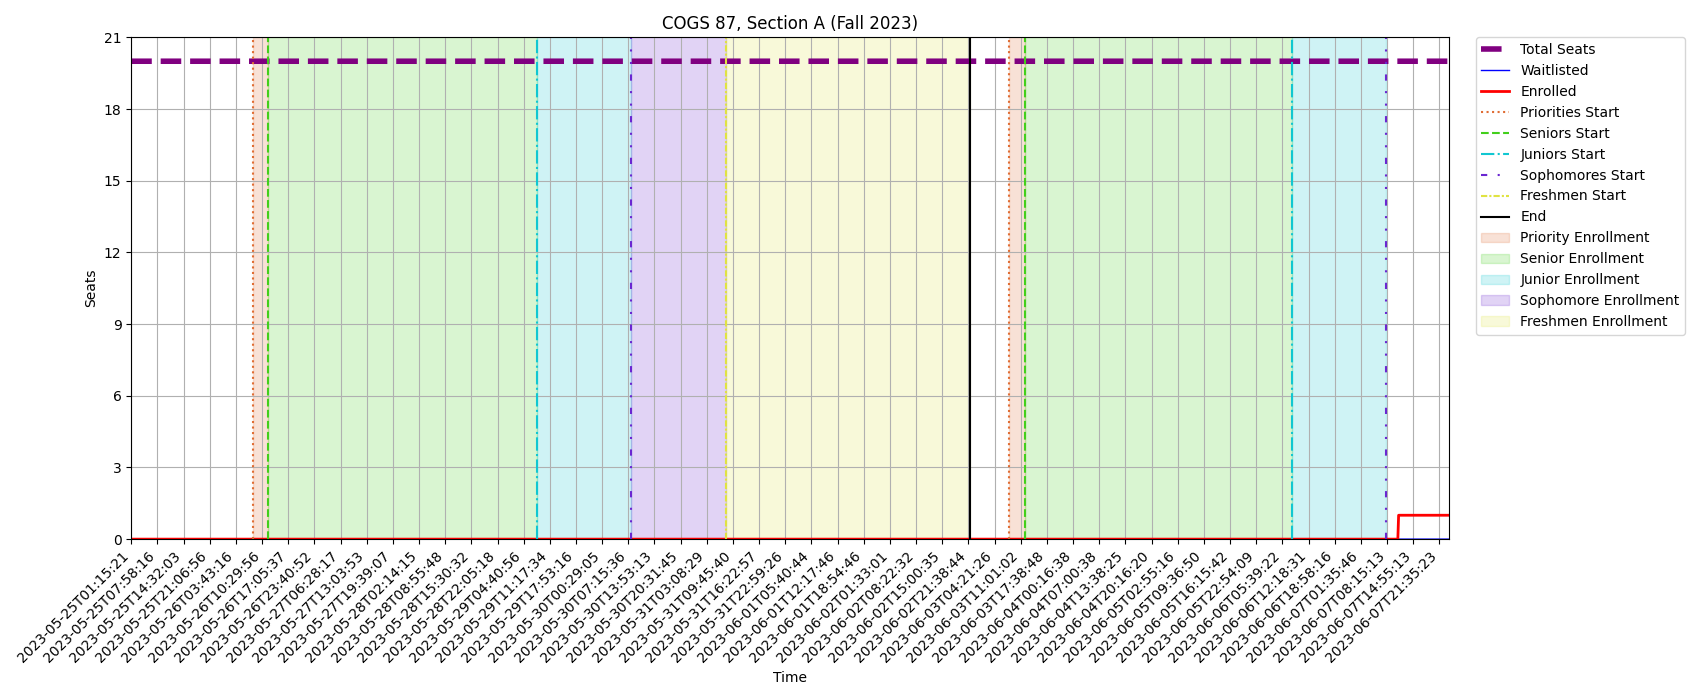 COGS 87, Section A (Fall 2023)
21
18
15
12
9
6
3
0
Seats
2023-05-25T01:15:21
2023-05-25T07:58:16
2023-05-25T14:32:03
2023-05-25T21:06:56
2023-05-26T03:43:16
2023-05-26T10:29:56
2023-05-26T17:05:37
2023-05-26T23:40:52
2023-05-27T06:28:17
2023-05-27T13:03:53
2023-05-27T19:39:07
2023-05-28T02:14:15
2023-05-28T08:55:48
2023-05-28T15:30:32
2023-05-28T22:05:18
2023-05-29T04:40:56
2023-05-29T11:17:34
2023-05-29T17:53:16
2023-05-30T00:29:05
2023-05-30T07:15:36
2023-05-30T13:53:13
2023-05-30T20:31:45
2023-05-31T03:08:29
2023-05-31T09:45:40
2023-05-31T16:22:57
2023-05-31T22:59:26
2023-06-01T05:40:44
2023-06-01T12:17:46
2023-06-01T18:54:46
2023-06-02T01:33:01
2023-06-02T08:22:32
2023-06-02T15:00:35
2023-06-02T21:38:44
2023-06-03T04:21:26
2023-06-03T11:01:02
2023-06-03T17:38:48
2023-06-04T00:16:38
2023-06-04T07:00:38
2023-06-04T13:38:25
2023-06-04T20:16:20
2023-06-05T02:55:16
2023-06-05T09:36:50
2023-06-05T16:15:42
2023-06-05T22:54:09
2023-06-06T05:39:22
2023-06-06T12:18:31
2023-06-06T18:58:16
2023-06-07T01:35:46
2023-06-07T08:15:13
2023-06-07T14:55:13
2023-06-07T21:35:23
Time
Total Seats
Waitlisted
Enrolled
Priorities Start
Seniors Start
Juniors Start
Sophomores Start
Freshmen Start
End
Priority Enrollment
Senior Enrollment
Junior Enrollment
Sophomore Enrollment
Freshmen Enrollment